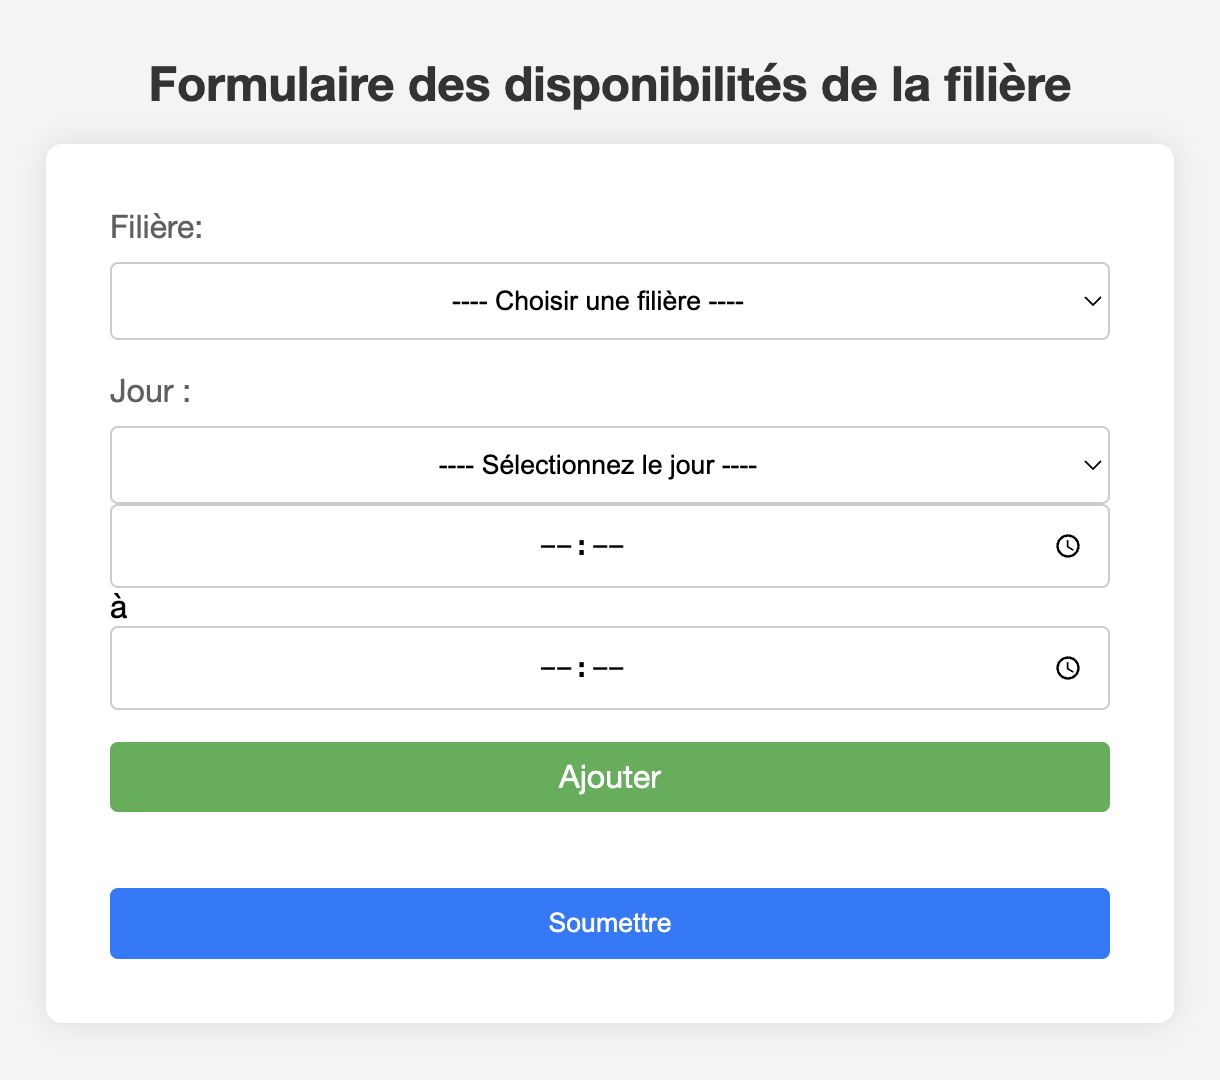 Formulaire des disponibilités de la filière
Filière:
---- Choisir une filière ----
Jour :
---- Sélectionnez le jour ----
--:--
à
--:--
Ajouter
Soumettre